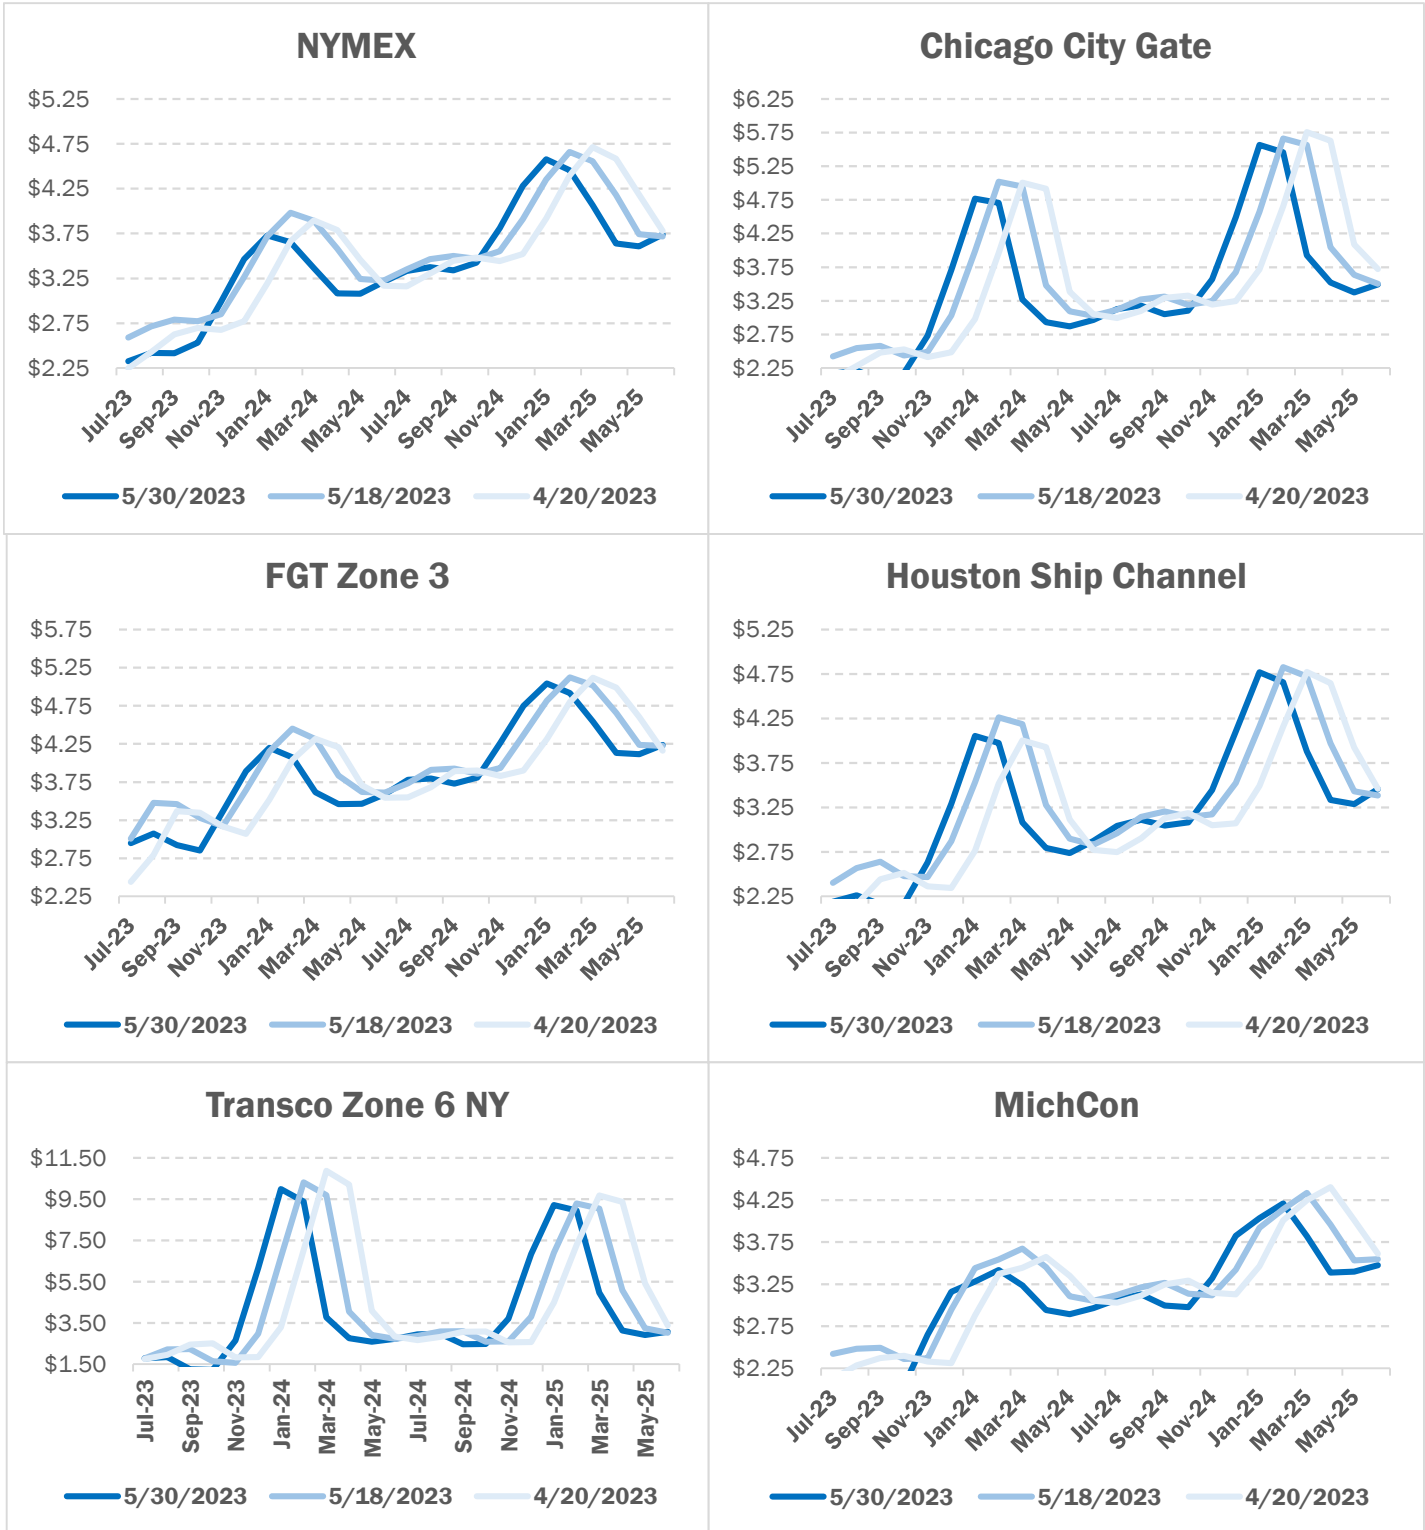 NYMEX
$5.25
$4.75
$4.25
$3.75
$3.25
$2.75
$2.25
Jul-23 Sep-23 Nov-23 Jan-24 Mar-24 May-24 Jul-24 Sep-24 Nov-24 Jan-25 Mar-25 May-25
5/30/2023 5/18/2023 4/20/2023
Chicago City Gate
$6.25
$5.75
$5.25
$4.75
$4.25
$3.75
$3.25
$2.75
$2.25
Jul-23 Sep-23 Nov-23 Jan-24 Mar-24 May-24 Jul-24 Sep-24 Nov-24 Jan-25 Mar-25 May-25
5/30/2023 5/18/2023 4/20/2023
FGT Zone 3
$5.75
$5.25
$4.75
$4.25
$3.75
$3.25
$2.75
$2.25
Jul-23 Sep-23 Nov-23 Jan-24 Mar-24 May-24 Jul-24 Sep-24 Nov-24 Jan-25 Mar-25 May-25
5/30/2023 5/18/2023 4/20/2023
Houston Ship Channel
$5.25
$4.75
$4.25
$3.75
$3.25
$2.75
$2.25
Jul-23 Sep-23 Nov-23 Jan-24 Mar-24 May-24 Jul-24 Sep-24 Nov-24 Jan-25 Mar-25 May-25
5/30/2023 5/18/2023 4/20/2023
Transco Zone 6 NY
$11.50
$9.50
$7.50
$5.50
$3.50
$1.50
Jul-23 Sep-23 Nov-23 Jan-24 Mar-24 May-24 Jul-24 Sep-24 Nov-24 Jan-25 Mar-25 May-25
5/30/2023 5/18/2023 4/20/2023
MichCon
$4.75
$4.25
$3.75
$3.25
$2.75
$2.25
Jul-23 Sep-23 Nov-23 Jan-24 Mar-24 May-24 Jul-24 Sep-24 Nov-24 Jan-25 Mar-25 May-25
5/30/2023 5/18/2023 4/20/2023